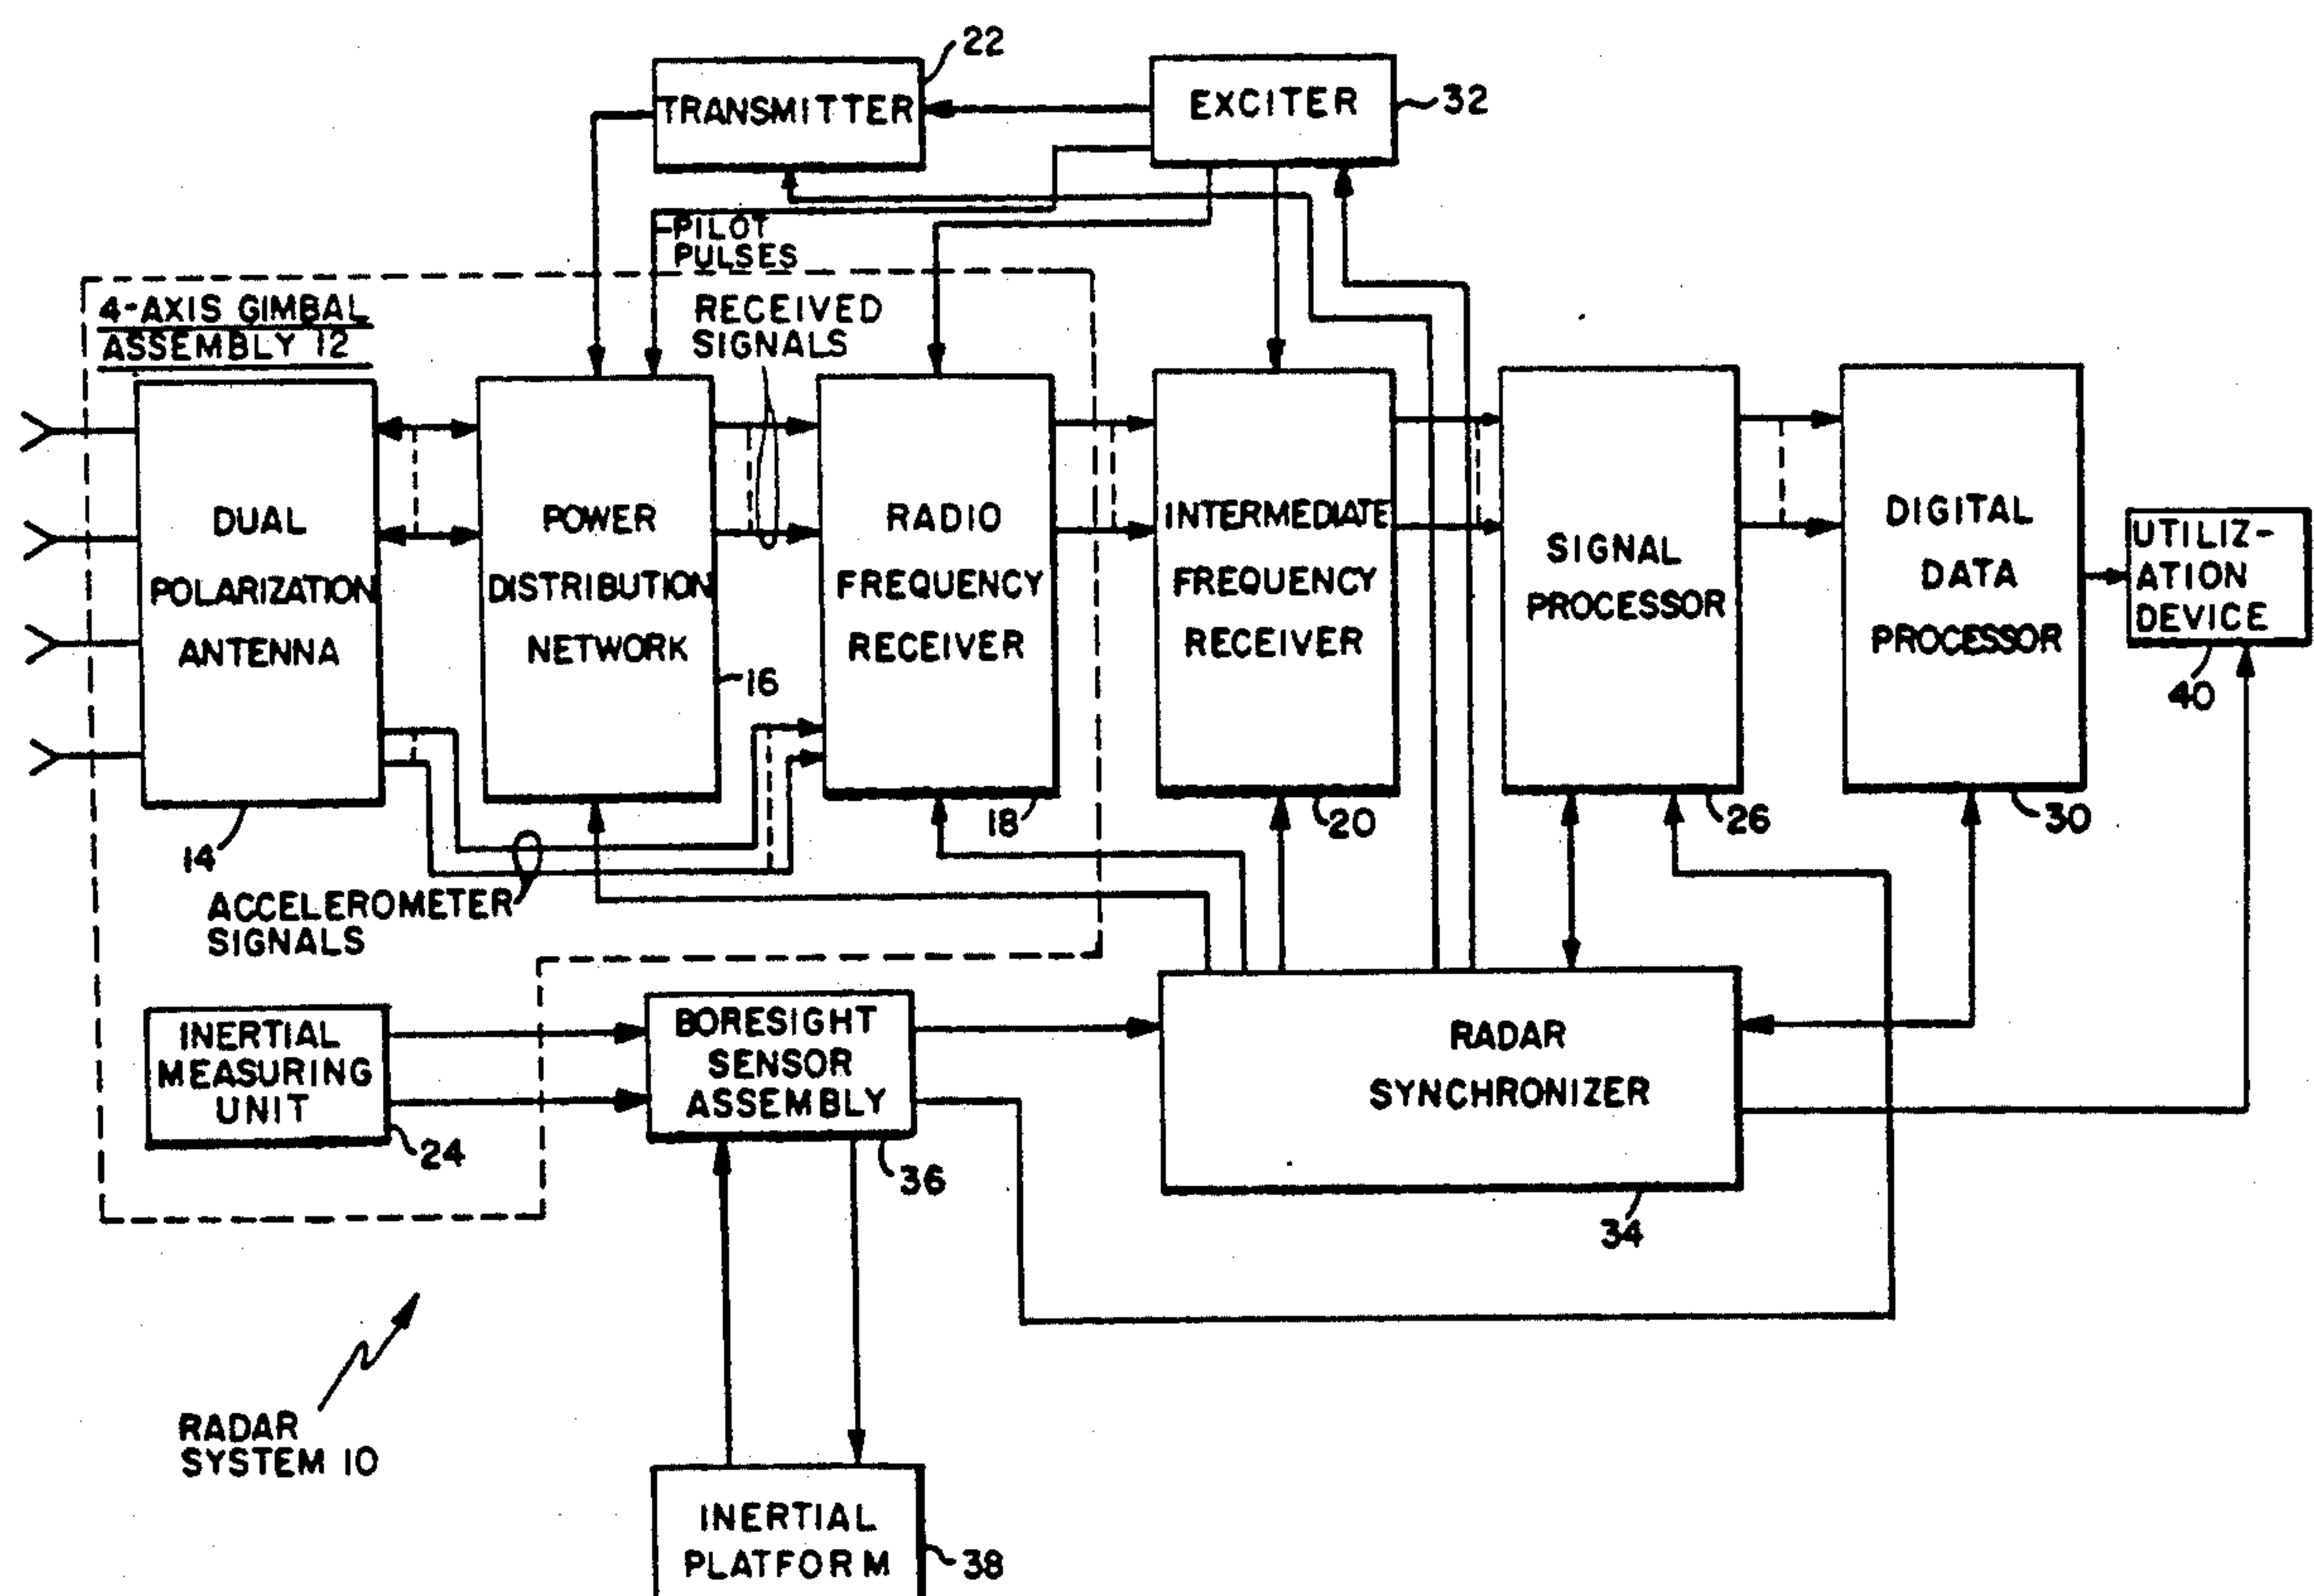 22
TRANSMITTER
EXCITER
32
PILOT
PULSES
4-AXIS GIMBAL
ASSEMBLY 12
RECEIVED
SIGNALS
DUAL
POLARIZATION
ANTENNA
14
POWER
DISTRIBUTION
NETWORK
16
RADIO
FREQUENCY
RECEIVER
18
INTERMEDIATE
FREQUENCY
RECEIVER
20
SIGNAL
PROCESSOR
26
DIGITAL
DATA
PROCESSOR
30
UTILIZ-
ATION
DEVICE
40
ACCELEROMETER
SIGNALS
INERTIAL
MEASURING
UNIT
24
BORESIGHT
SENSOR
ASSEMBLY
36
RADAR
SYNCHRONIZER
34
RADAR
SYSTEM 10
INERTIAL
PLATFORM
38